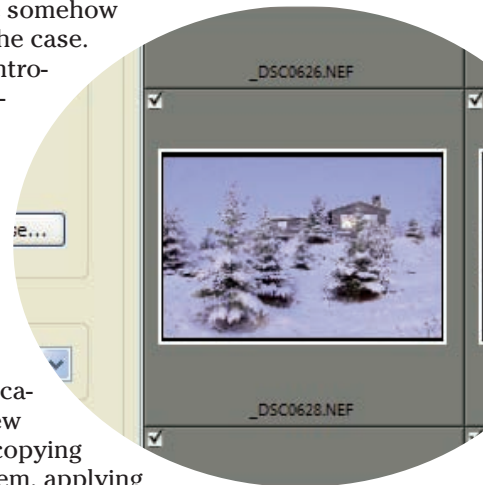 somehow
he case.
ntro-
-
_DSC0626.NEF
se...
_DSC0628.NEF
ca-
ew
copying
em, applying